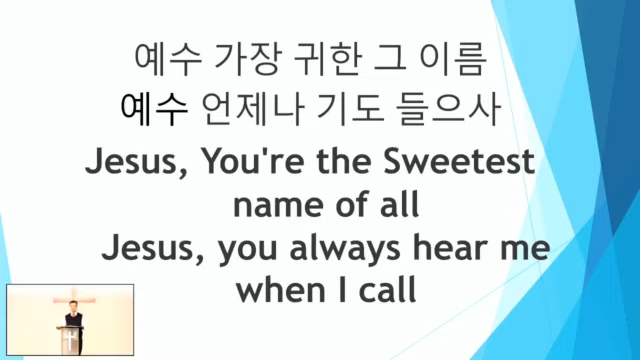 예수 가장 귀한 그 이름
예수 언제나 기도 들으사
Jesus, You're the Sweetest
name of all
Jesus, you always hear me
when I call